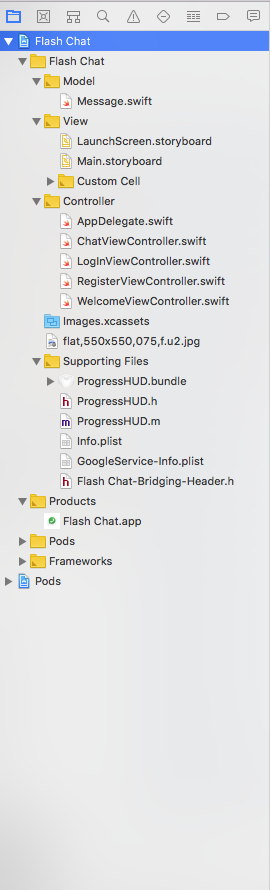 Flash Chat
Flash Chat
Model
Message.swift
View
LaunchScreen.storyboard
Main.storyboard
Custom Cell
Controller
AppDelegate.swift
ChatViewController.swift
LogInViewController.swift
RegisterViewController.swift
WelcomeViewController.swift
Images.xcassets
flat,550x550,075,f.u2.jpg
Supporting Files
ProgressHUD.bundle
h ProgressHUD.h
m ProgressHUD.m
Info.plist
GoogleService-Info.plist
h Flash Chat-Bridging-Header.h
Products
Flash Chat.app
Pods
Frameworks
Pods